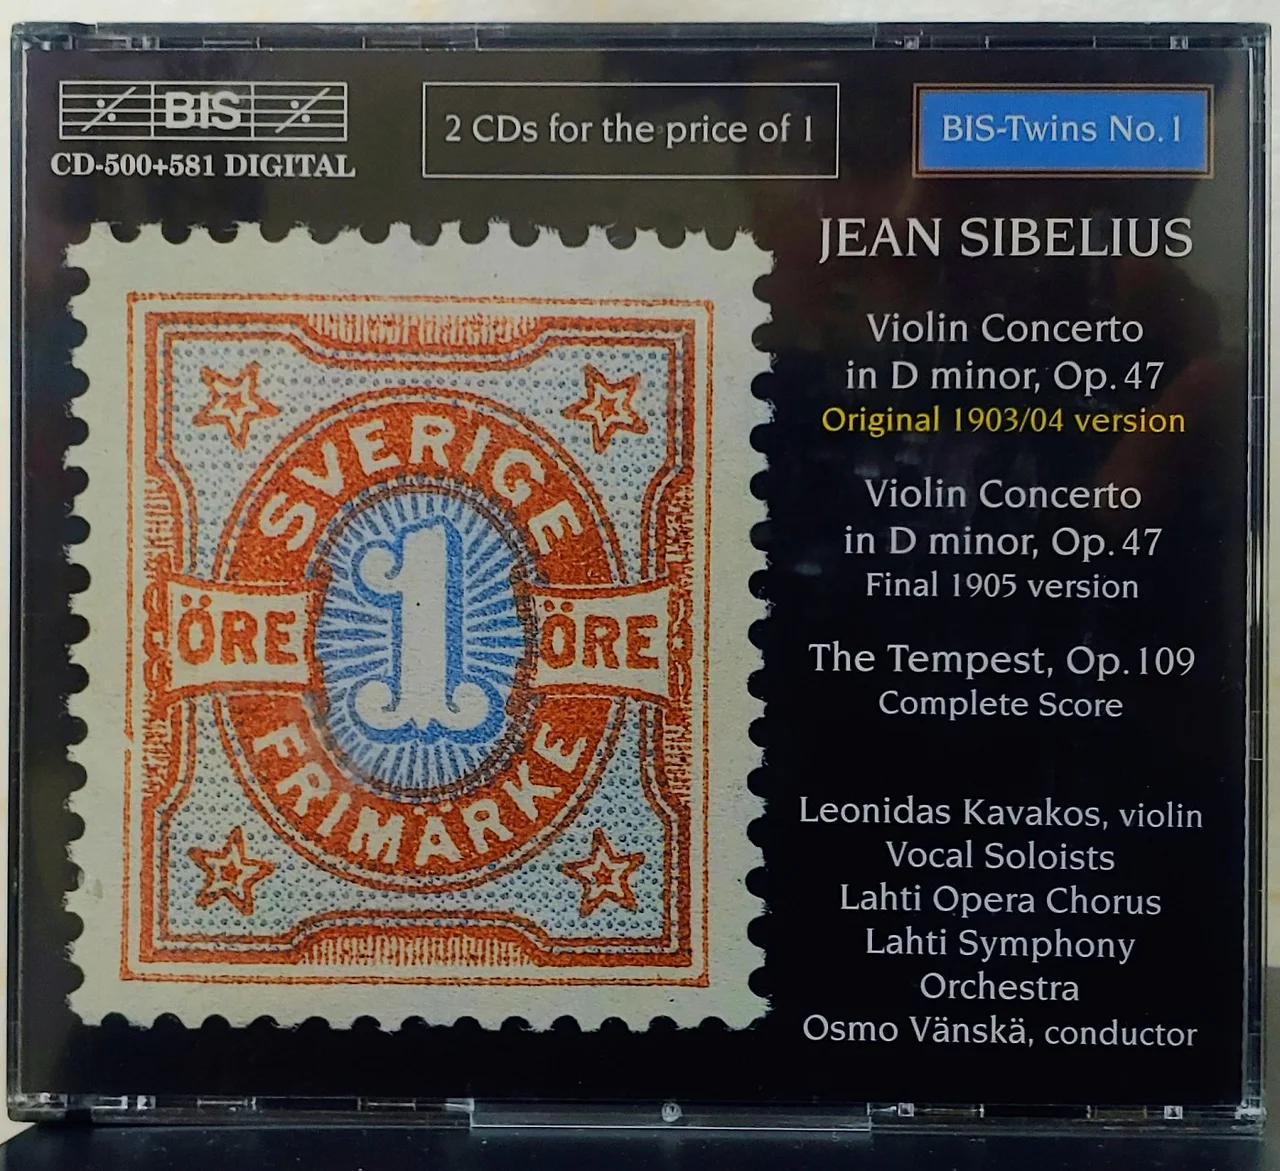 BIS
CD-500+581 DIGITAL
2 CDs for the price of 1
BIS-Twins No. 1
SVERIGE
1
ÖRE ÖRE
FRIMÄRKE
JEAN SIBELIUS
Violin Concerto
in D minor, Op. 47
Original 1903/04 version
Violin Concerto
in D minor, Op. 47
Final 1905 version
The Tempest, Op. 109
Complete Score
Leonidas Kavakos, violin
Vocal Soloists
Lahti Opera Chorus
Lahti Symphony
Orchestra
Osmo Vänskä, conductor